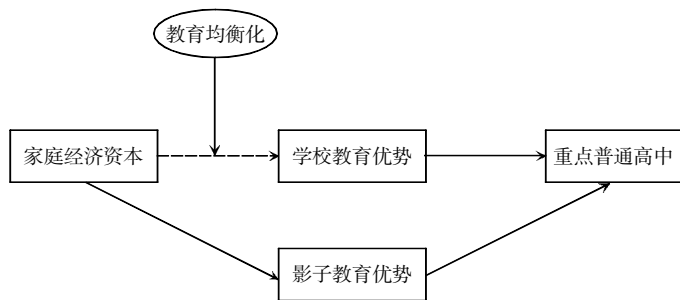 教育均衡化
家庭经济资本
学校教育优势
重点普通高中
影子教育优势